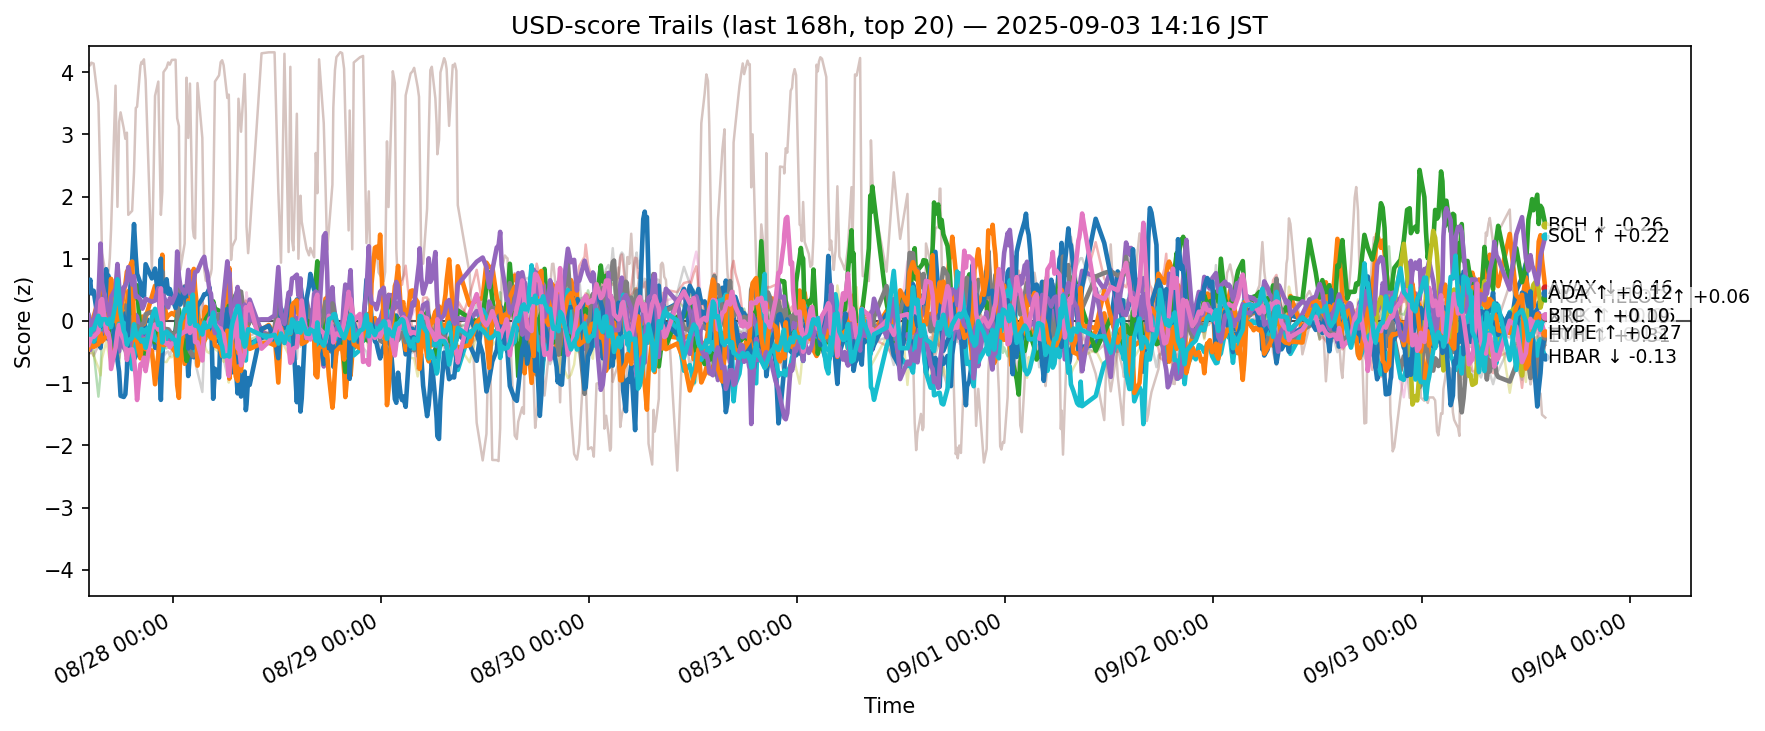 USD-score Trails (last 168h, top 20) — 2025-09-03 14:16 JST
Score (z)
4
3
2
1
0
−1
−2
−3
−4
BCH ↓ -0.26
SOL ↑ +0.22
ADA ↑ +0.12
↑ +0.06
BTC ↑ +0.10
HYPE ↑ +0.27
HBAR ↓ -0.13
08/28 00:00
08/29 00:00
08/30 00:00
08/31 00:00
09/01 00:00
09/02 00:00
09/03 00:00
09/04 00:00
Time